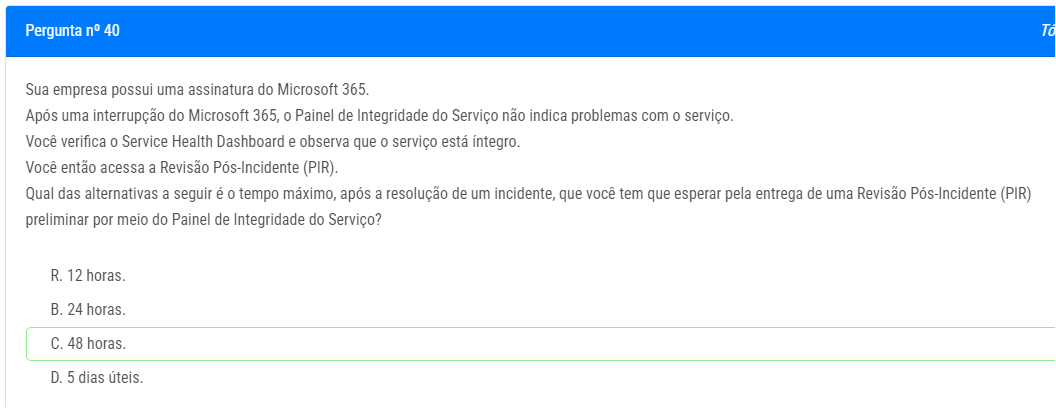 Pergunta nº 40
Sua empresa possui uma assinatura do Microsoft 365.
Após uma interrupção do Microsoft 365, o Painel de Integridade do Serviço não indica problemas com o serviço.
Você verifica o Service Health Dashboard e observa que o serviço está íntegro.
Você então acessa a Revisão Pós-Incidente (PIR).
Qual das alternativas a seguir é o tempo máximo, após a resolução de um incidente, que você tem que esperar pela entrega de uma Revisão Pós-Incidente (PIR)
preliminar por meio do Painel de Integridade do Serviço?
R. 12 horas.
B. 24 horas.
C. 48 horas.
D. 5 dias úteis.